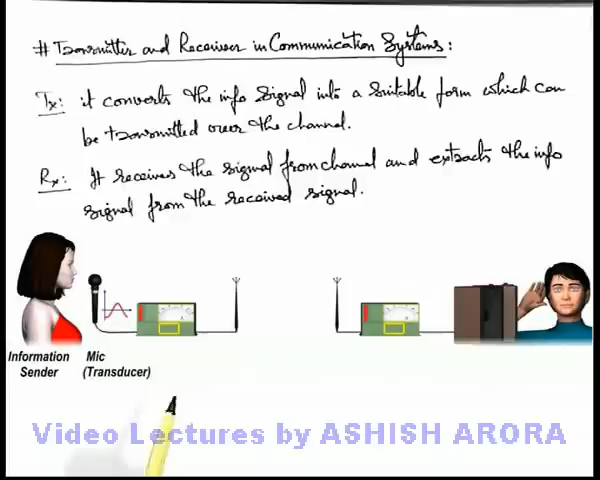 # Transmitter and Receiver in Communication Systems:
Tx: it converts the info signal into a suitable form which can
be transmitted over the channel.
Rx: It receives the signal from channel and extracts the info
signal from the received signal.
Information
Sender
Mic
(Transducer)
Video Lectures by ASHISH ARORA